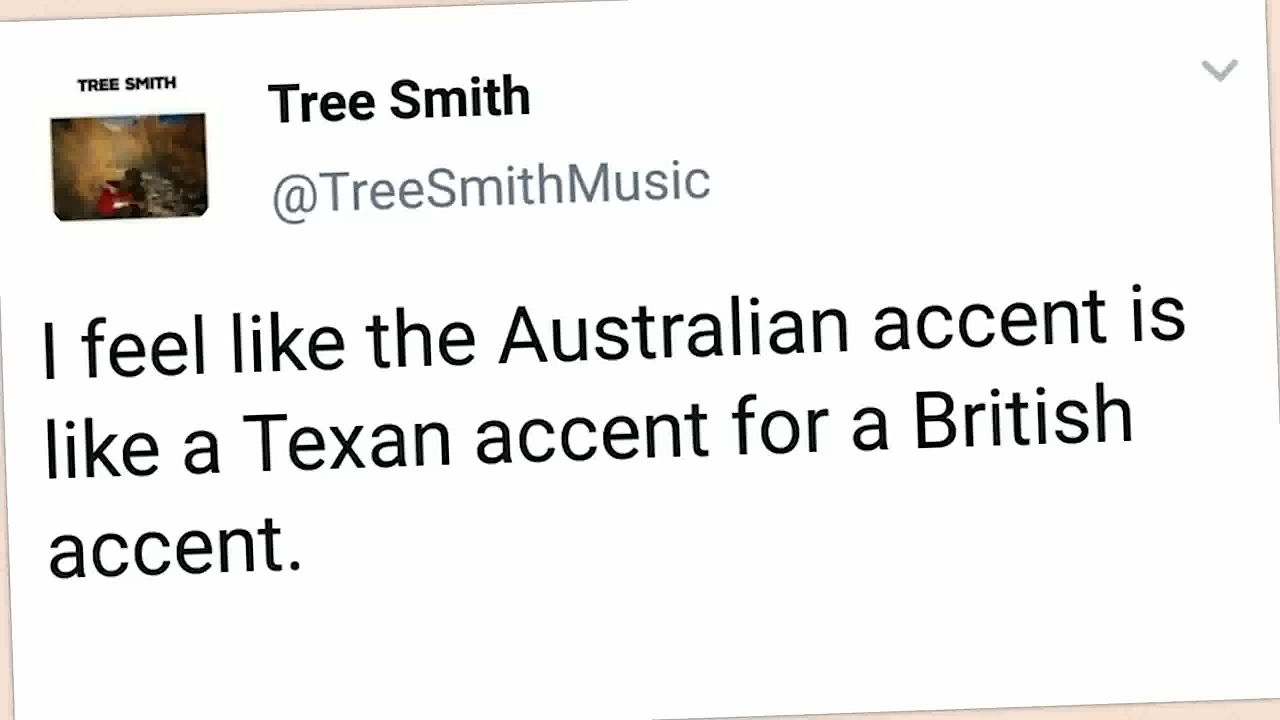 TREE SMITH
Tree Smith
@TreeSmithMusic
I feel like the Australian accent is
like a Texan accent for a British
accent.